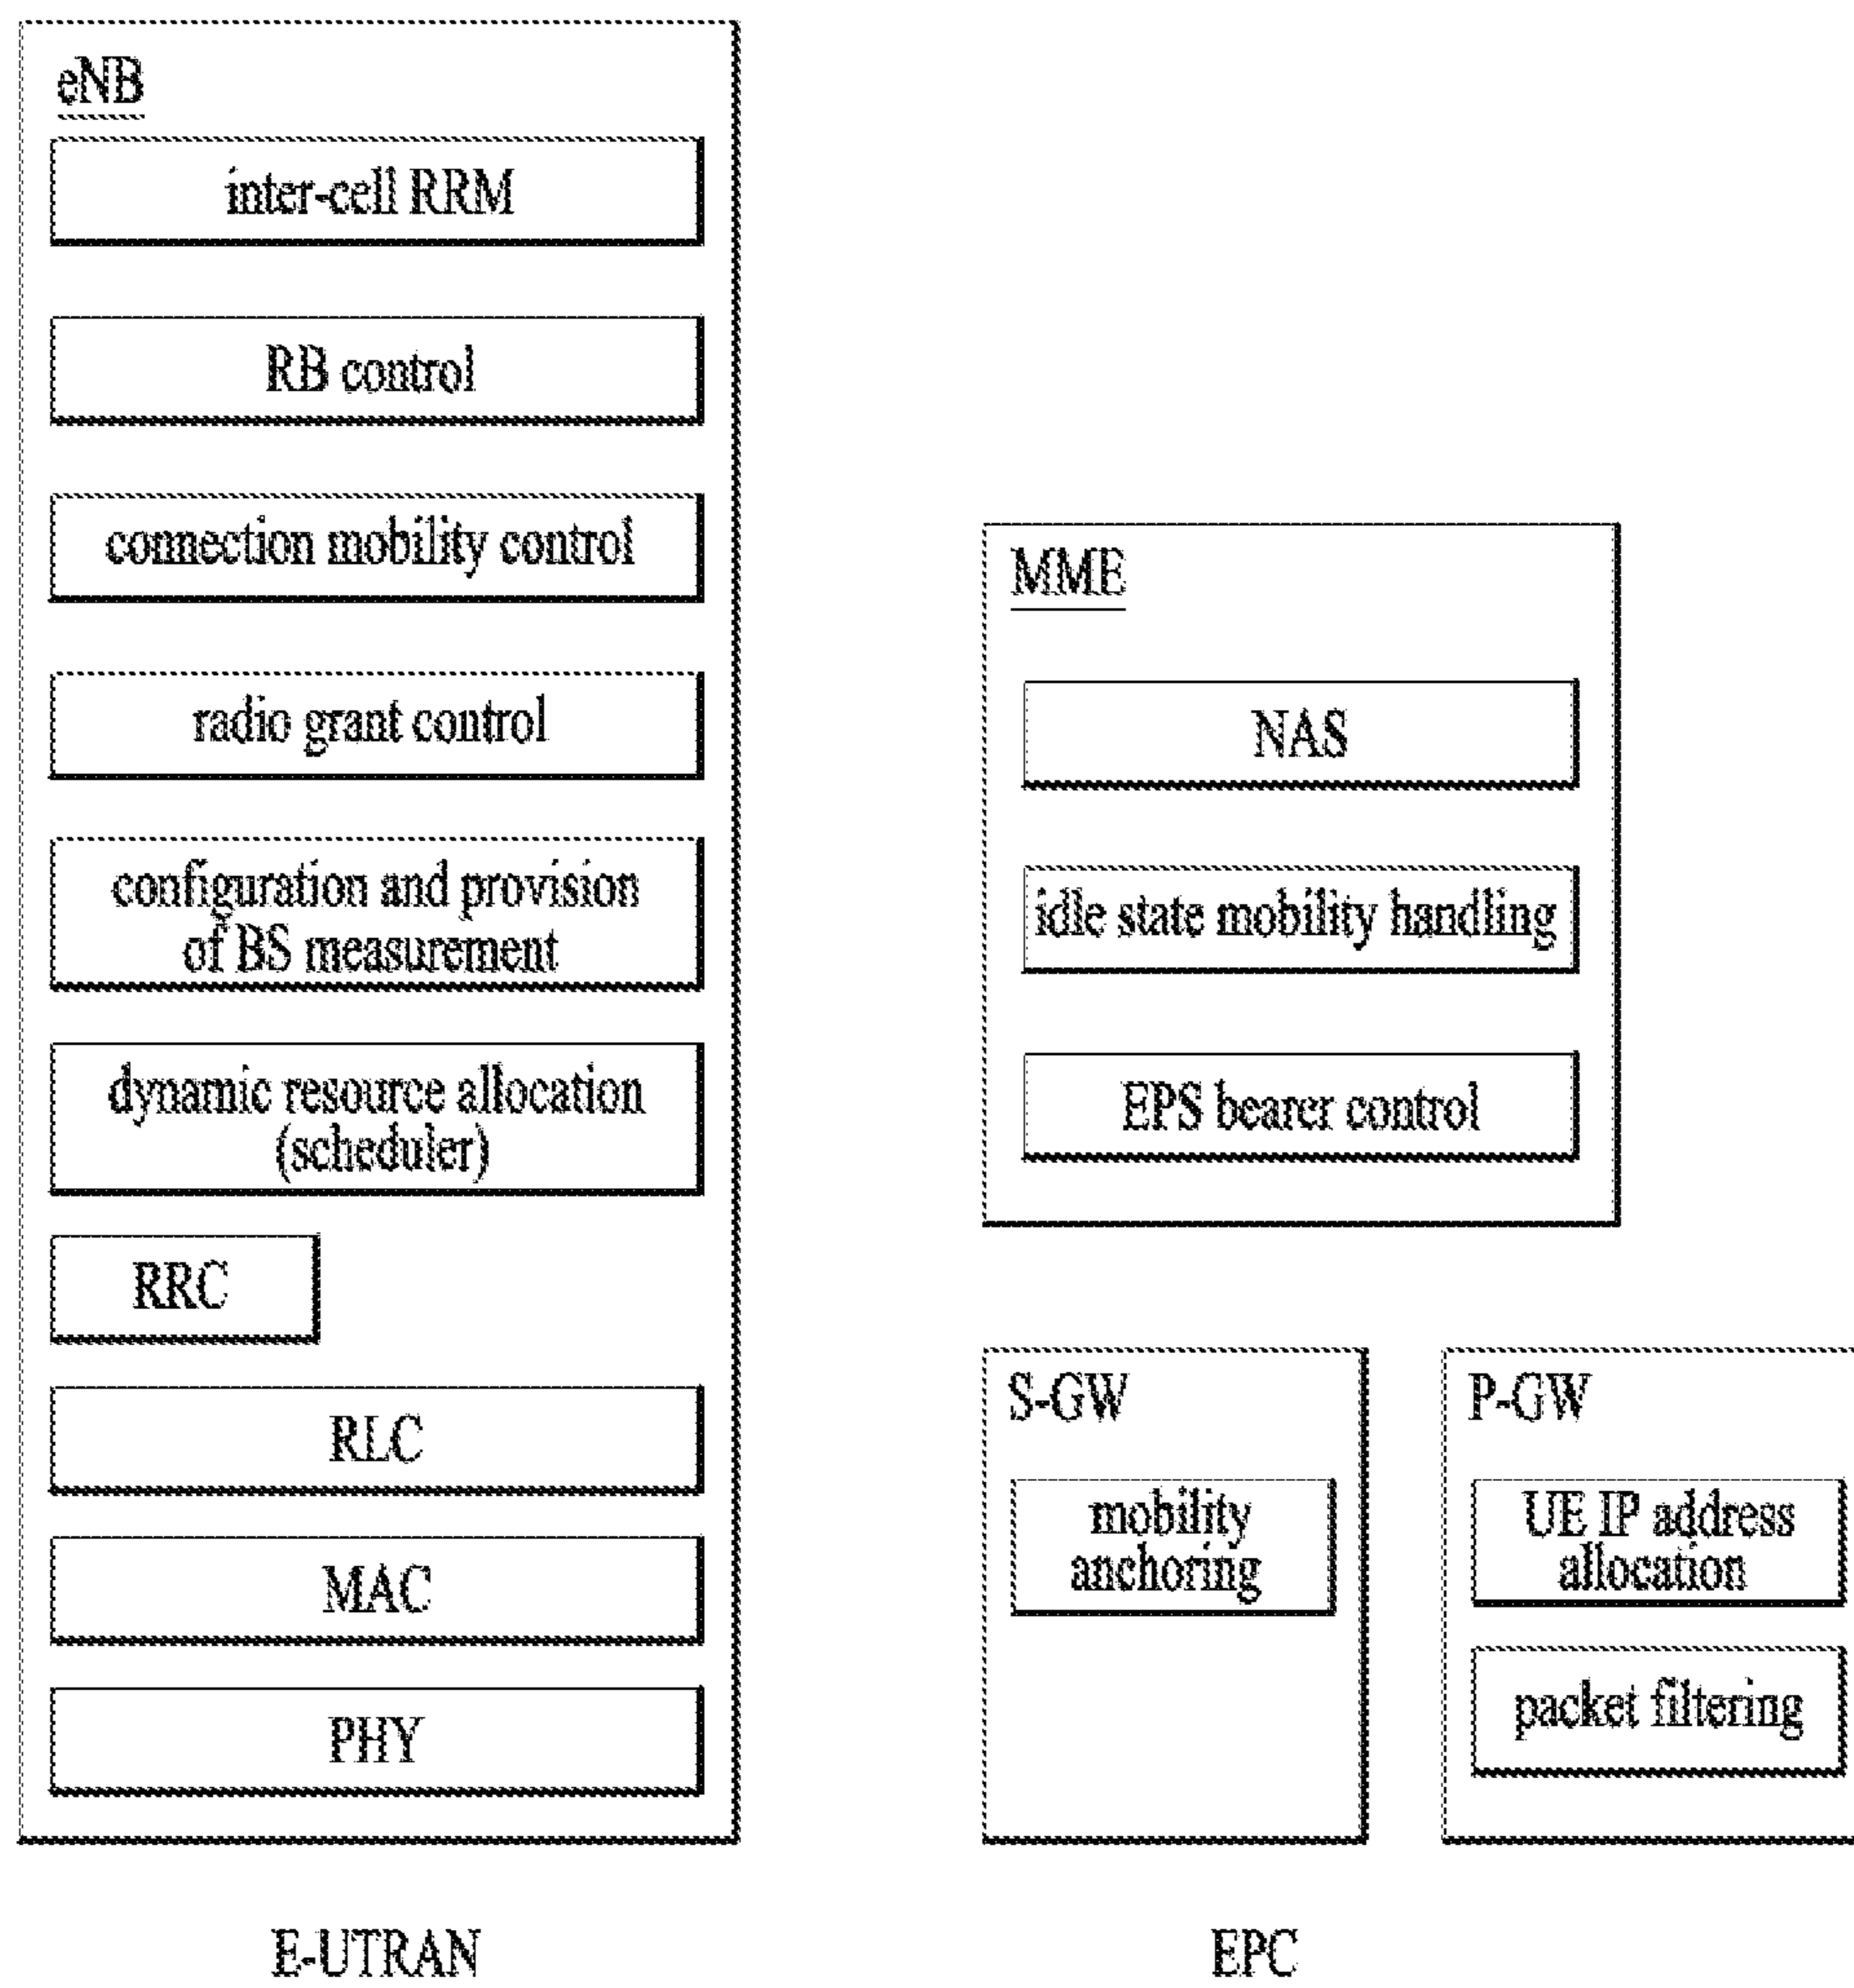 eNB
inter-cell RRM
RB control
connection mobility control
radio grant control
configuration and provision
of BS measurement
dynamic resource allocation
(scheduler)
RRC
RLC
MAC
PHY
E-UTRAN
MME
NAS
idle state mobility handling
EPS bearer control
S-GW
mobility
anchoring
P-GW
UE IP address
allocation
packet filtering
EPC